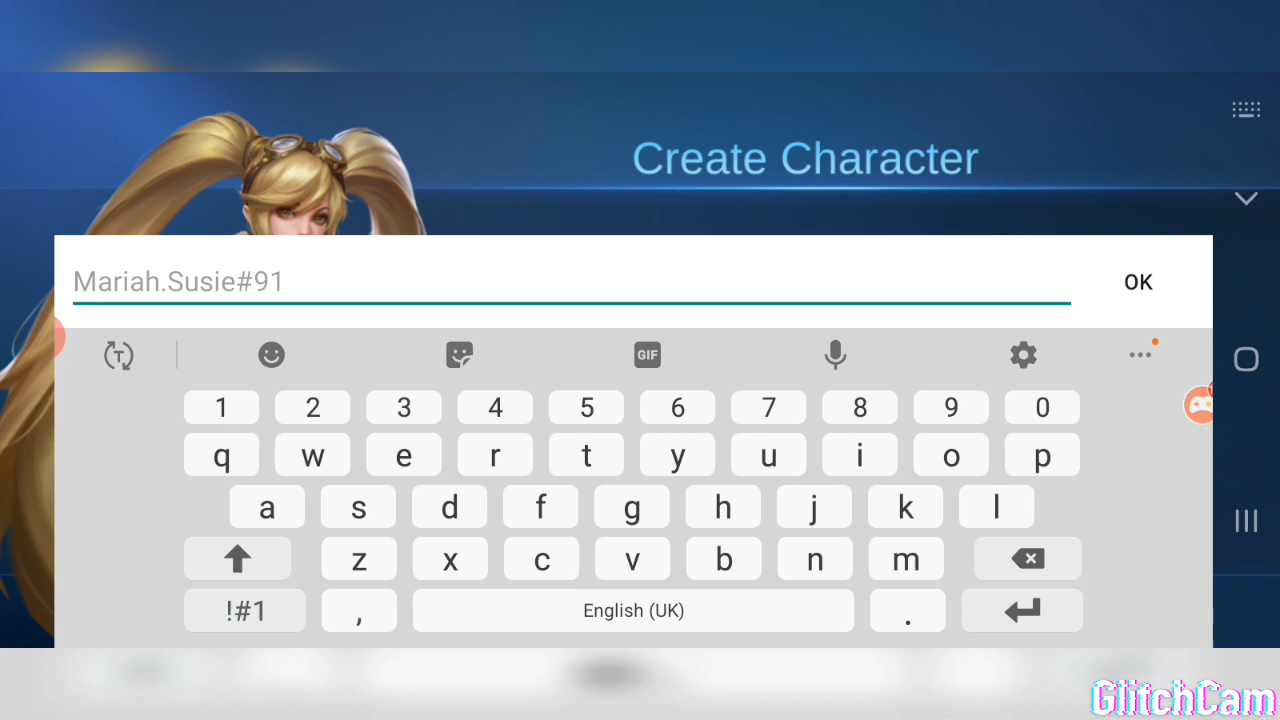 Create Character
Mariah.Susie#91
OK
T
GIF
1 2 3 4 5 6 7 8 9 0
q w e r t y u i o p
a s d f g h j k l
z x c v b n m
!#1 , English (UK) .
GlitchCam